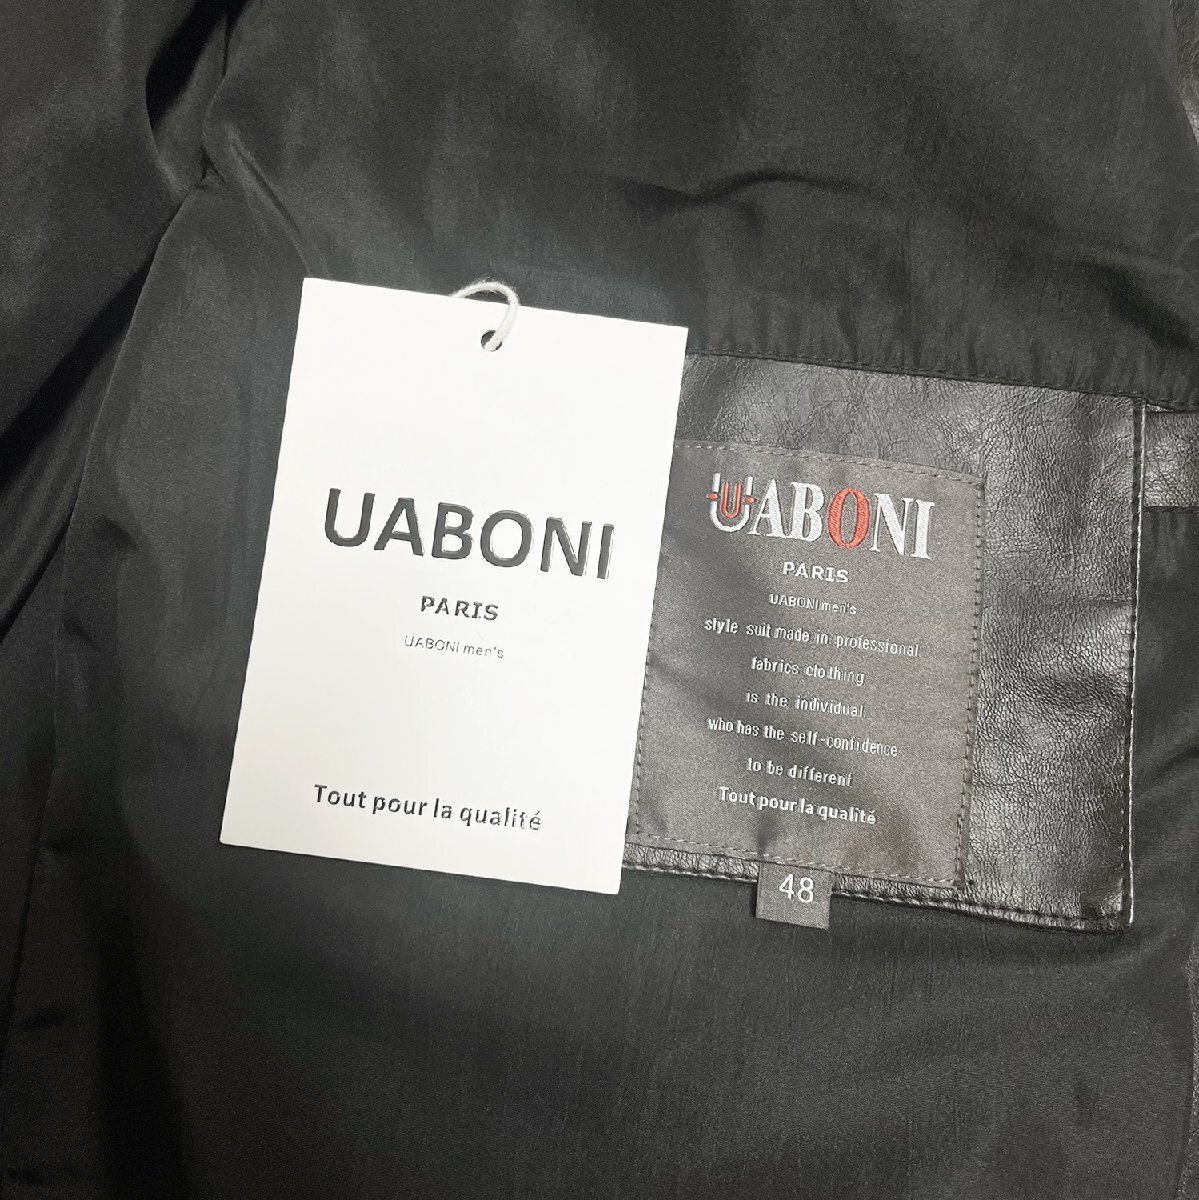 UABONI
PARIS
UABONI men's
Tout pour la qualité
UABONI
PARIS
UABONI men's
style suit made in professional
fabrics clothing
is the individual
who has the self-confidence
to be different
Tout pour la qualité
48